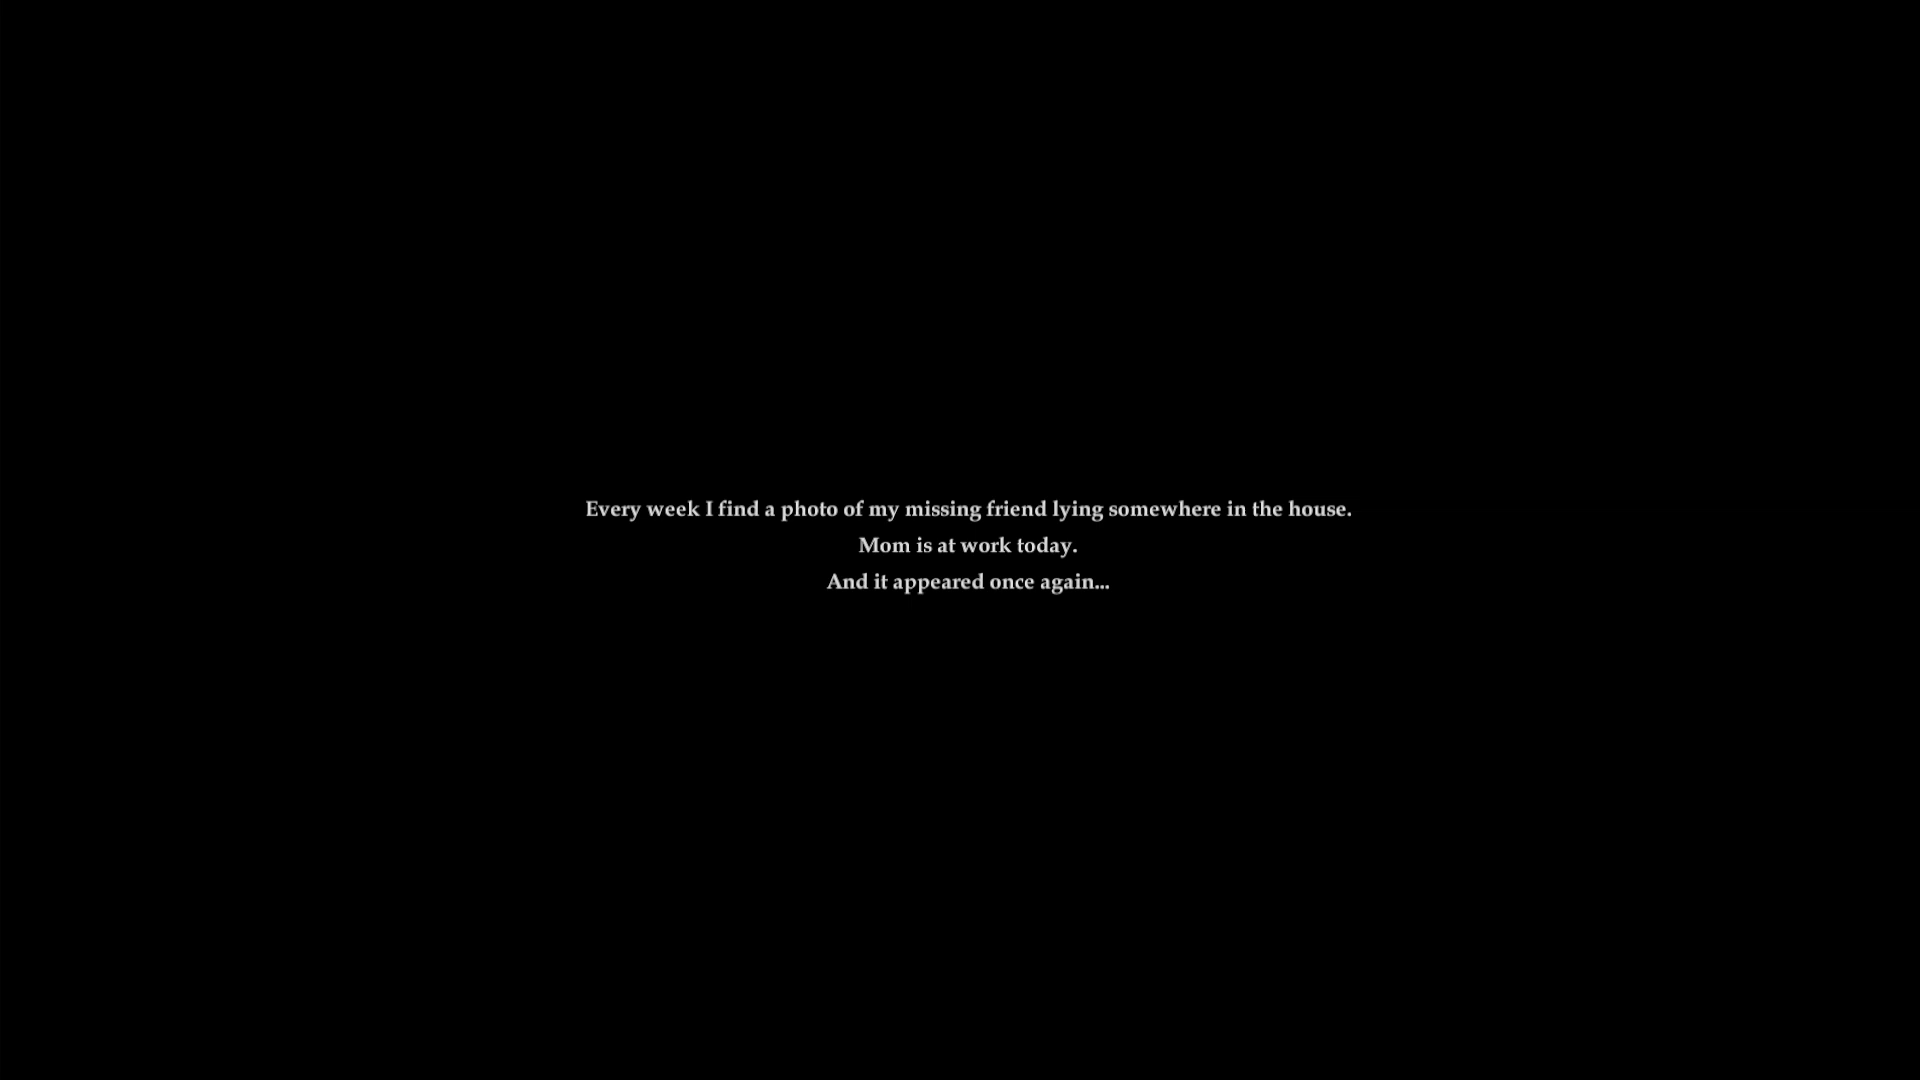 Every week I find a photo of my missing friend lying somewhere in the house.
Mom is at work today.
And it appeared once again...